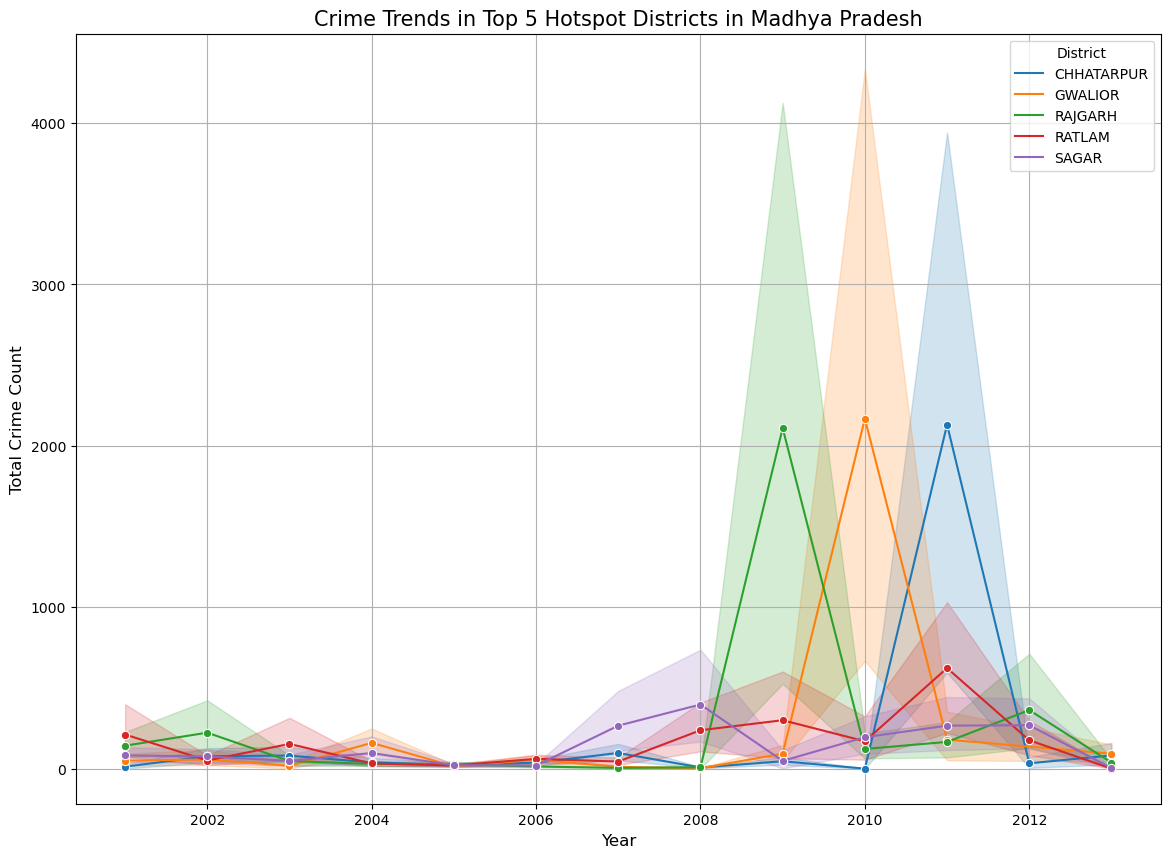 Crime Trends in Top 5 Hotspot Districts in Madhya Pradesh
District
CHHATARPUR
GWALIOR
RAJGARH
RATLAM
SAGAR
Total Crime Count
4000
3000
2000
1000
0
2002
2004
2006
2008
2010
2012
Year